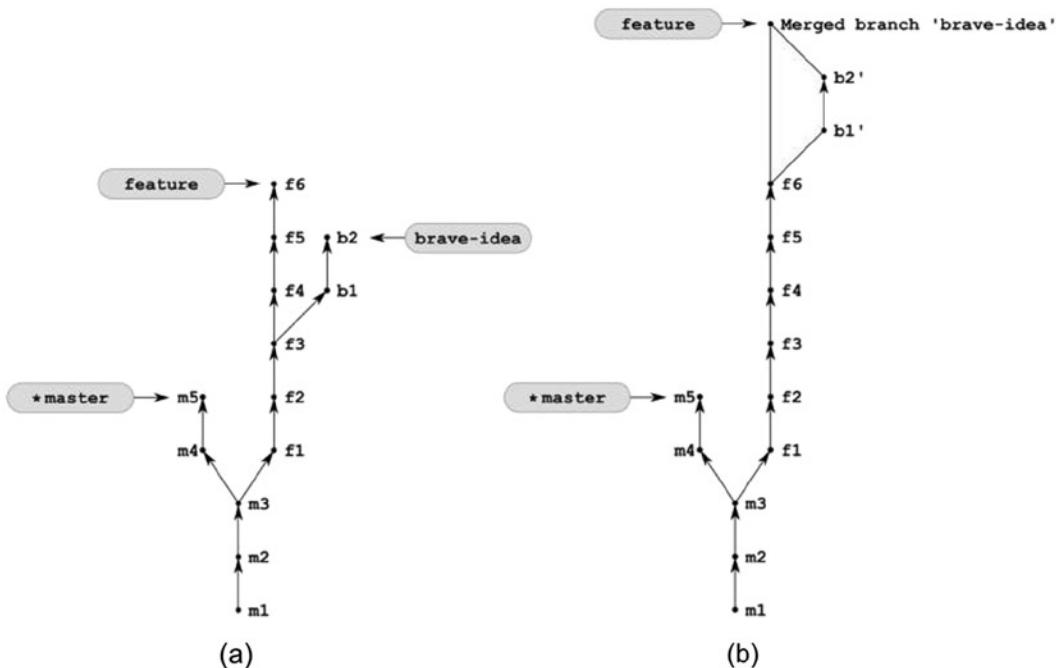 feature
f6
f5
b2
brave-idea
f4
b1
f3
*master
m5
f2
m4
f1
m3
m2
m1
(a)
feature
Merged branch 'brave-idea'
b2'
b1'
f6
f5
f4
f3
*master
m5
f2
m4
f1
m3
m2
m1
(b)